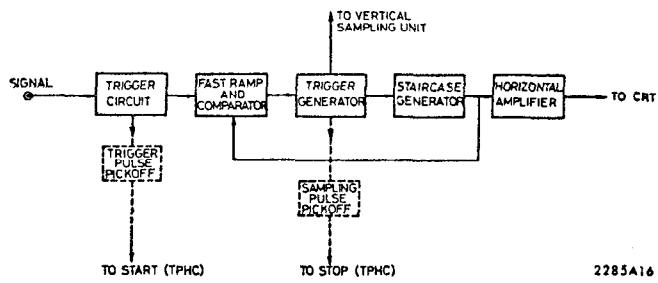 TO VERTICAL
SAMPLING UNIT
SIGNAL
TRIGGER
CIRCUIT
FAST RAMP
AND
COMPARATOR
TRIGGER
GENERATOR
STAIRCASE
GENERATOR
HORIZONTAL
AMPLIFIER
TO CRT
TRIGGER
PULSE
PICKOFF
SAMPLING
PULSE
PICKOFF
TO START (TPHC)
TO STOP (TPHC)
2285A16